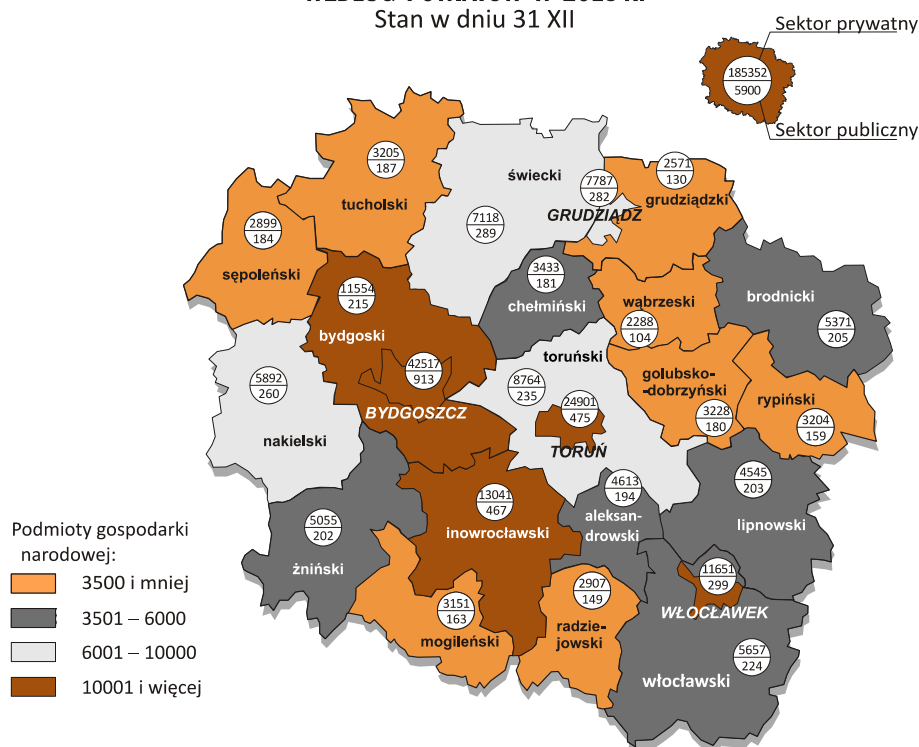 Stan w dniu 31 XII
Sektor prywatny
185352
5900
Sektor publiczny
3205
187
tucholski
świecki
7118
289
7787
282
GRUDZIĄDZ
2571
130
grudziądzki
2899
184
sępoleński
11554
215
bydgoski
3433
181
chełmiński
wąbrzeski
2288
104
brodnicki
5371
205
5892
260
nakielski
42517
913
BYDGOSZCZ
toruński
8764
235
24901
475
TORUŃ
golubsko-
-dobrzyński
3228
180
rypiński
3204
159
5055
202
żniński
13041
467
inowrocławski
4613
194
aleksan-
drowski
4545
203
lipnowski
3151
163
mogileński
2907
149
radzie-
jowski
11651
299
WŁOCŁAWEK
5657
224
włocławski
Podmioty gospodarki
narodowej:
3500 i mniej
3501 – 6000
6001 – 10000
10001 i więcej